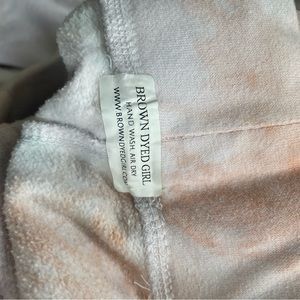 BROWN DYED GIRL
HAND WASH, AIR DRY
WWW.BROWNDYEDGIRL.COM